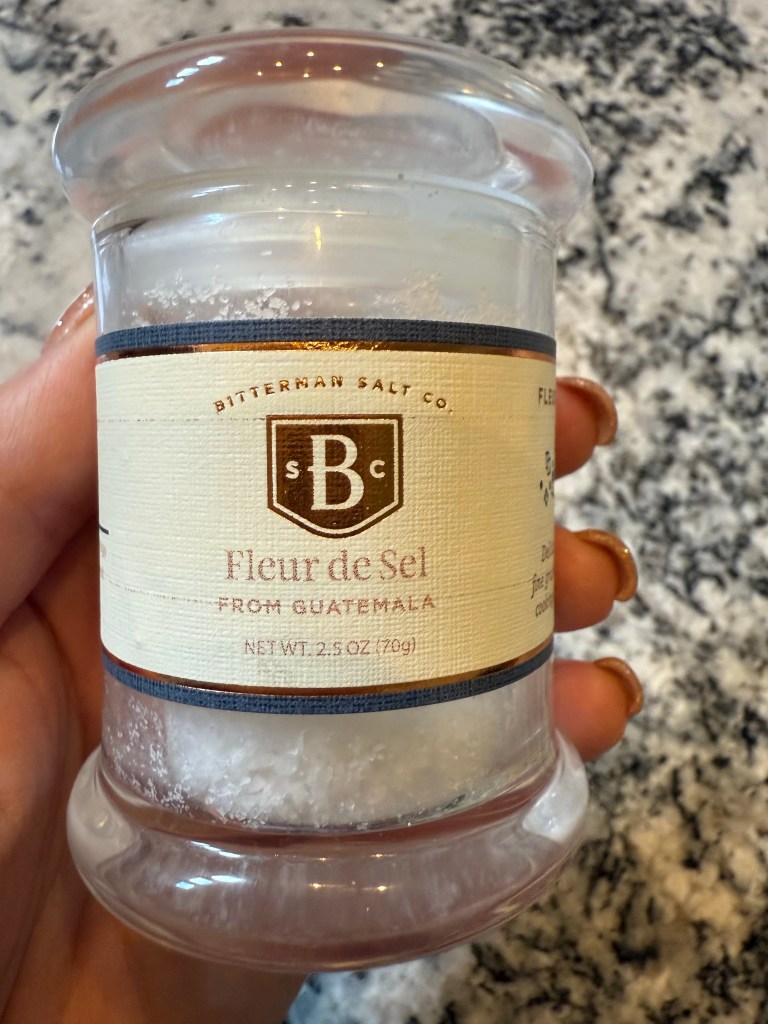 BITTERMAN SALT CO.
S B C
Fleur de Sel
FROM GUATEMALA
NET WT. 2.5 OZ (70g)